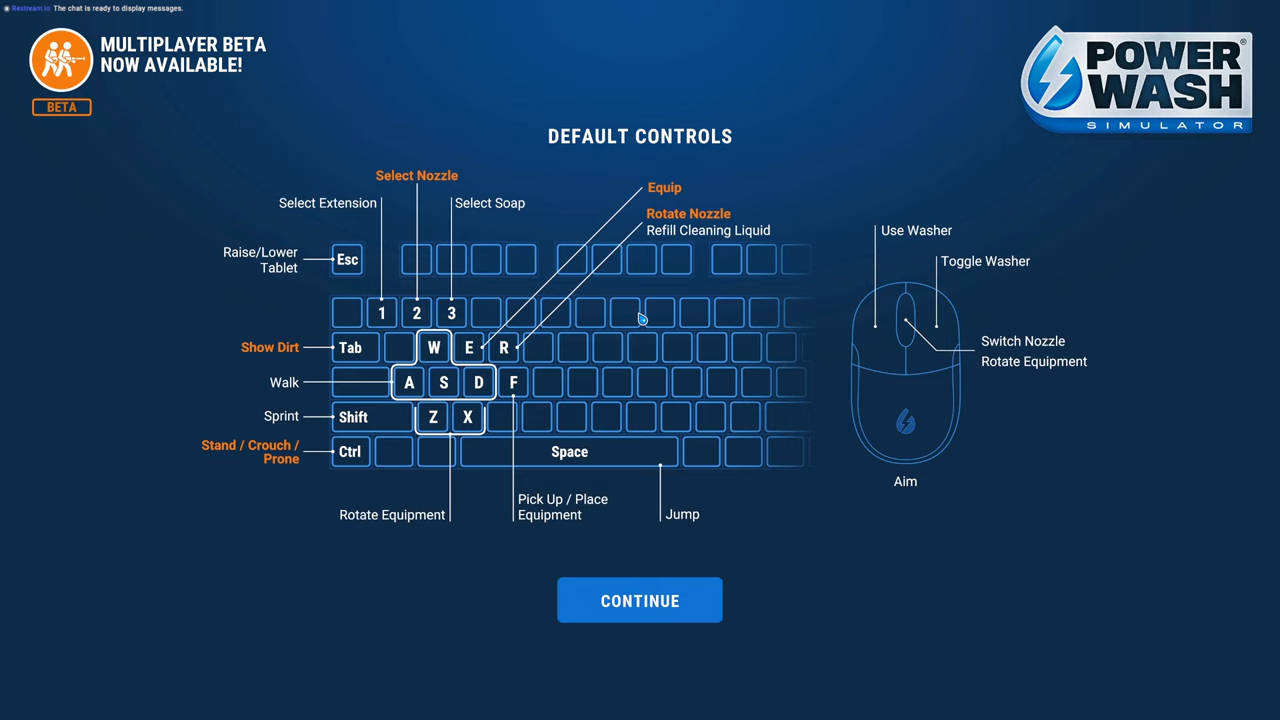 Restream.io The chat is ready to display messages.
MULTIPLAYER BETA
NOW AVAILABLE!
BETA
POWER
WASH
SIMULATOR
DEFAULT CONTROLS
Select Nozzle
Equip
Select Extension
Select Soap
Rotate Nozzle
Refill Cleaning Liquid
Use Washer
Raise/Lower
Tablet
Esc
Toggle Washer
1 2 3
Show Dirt
Tab W E R
Switch Nozzle
Rotate Equipment
Walk
A S D F
Sprint
Shift Z X
Stand / Crouch /
Prone
Ctrl Space
Aim
Rotate Equipment
Pick Up / Place
Equipment
Jump
CONTINUE